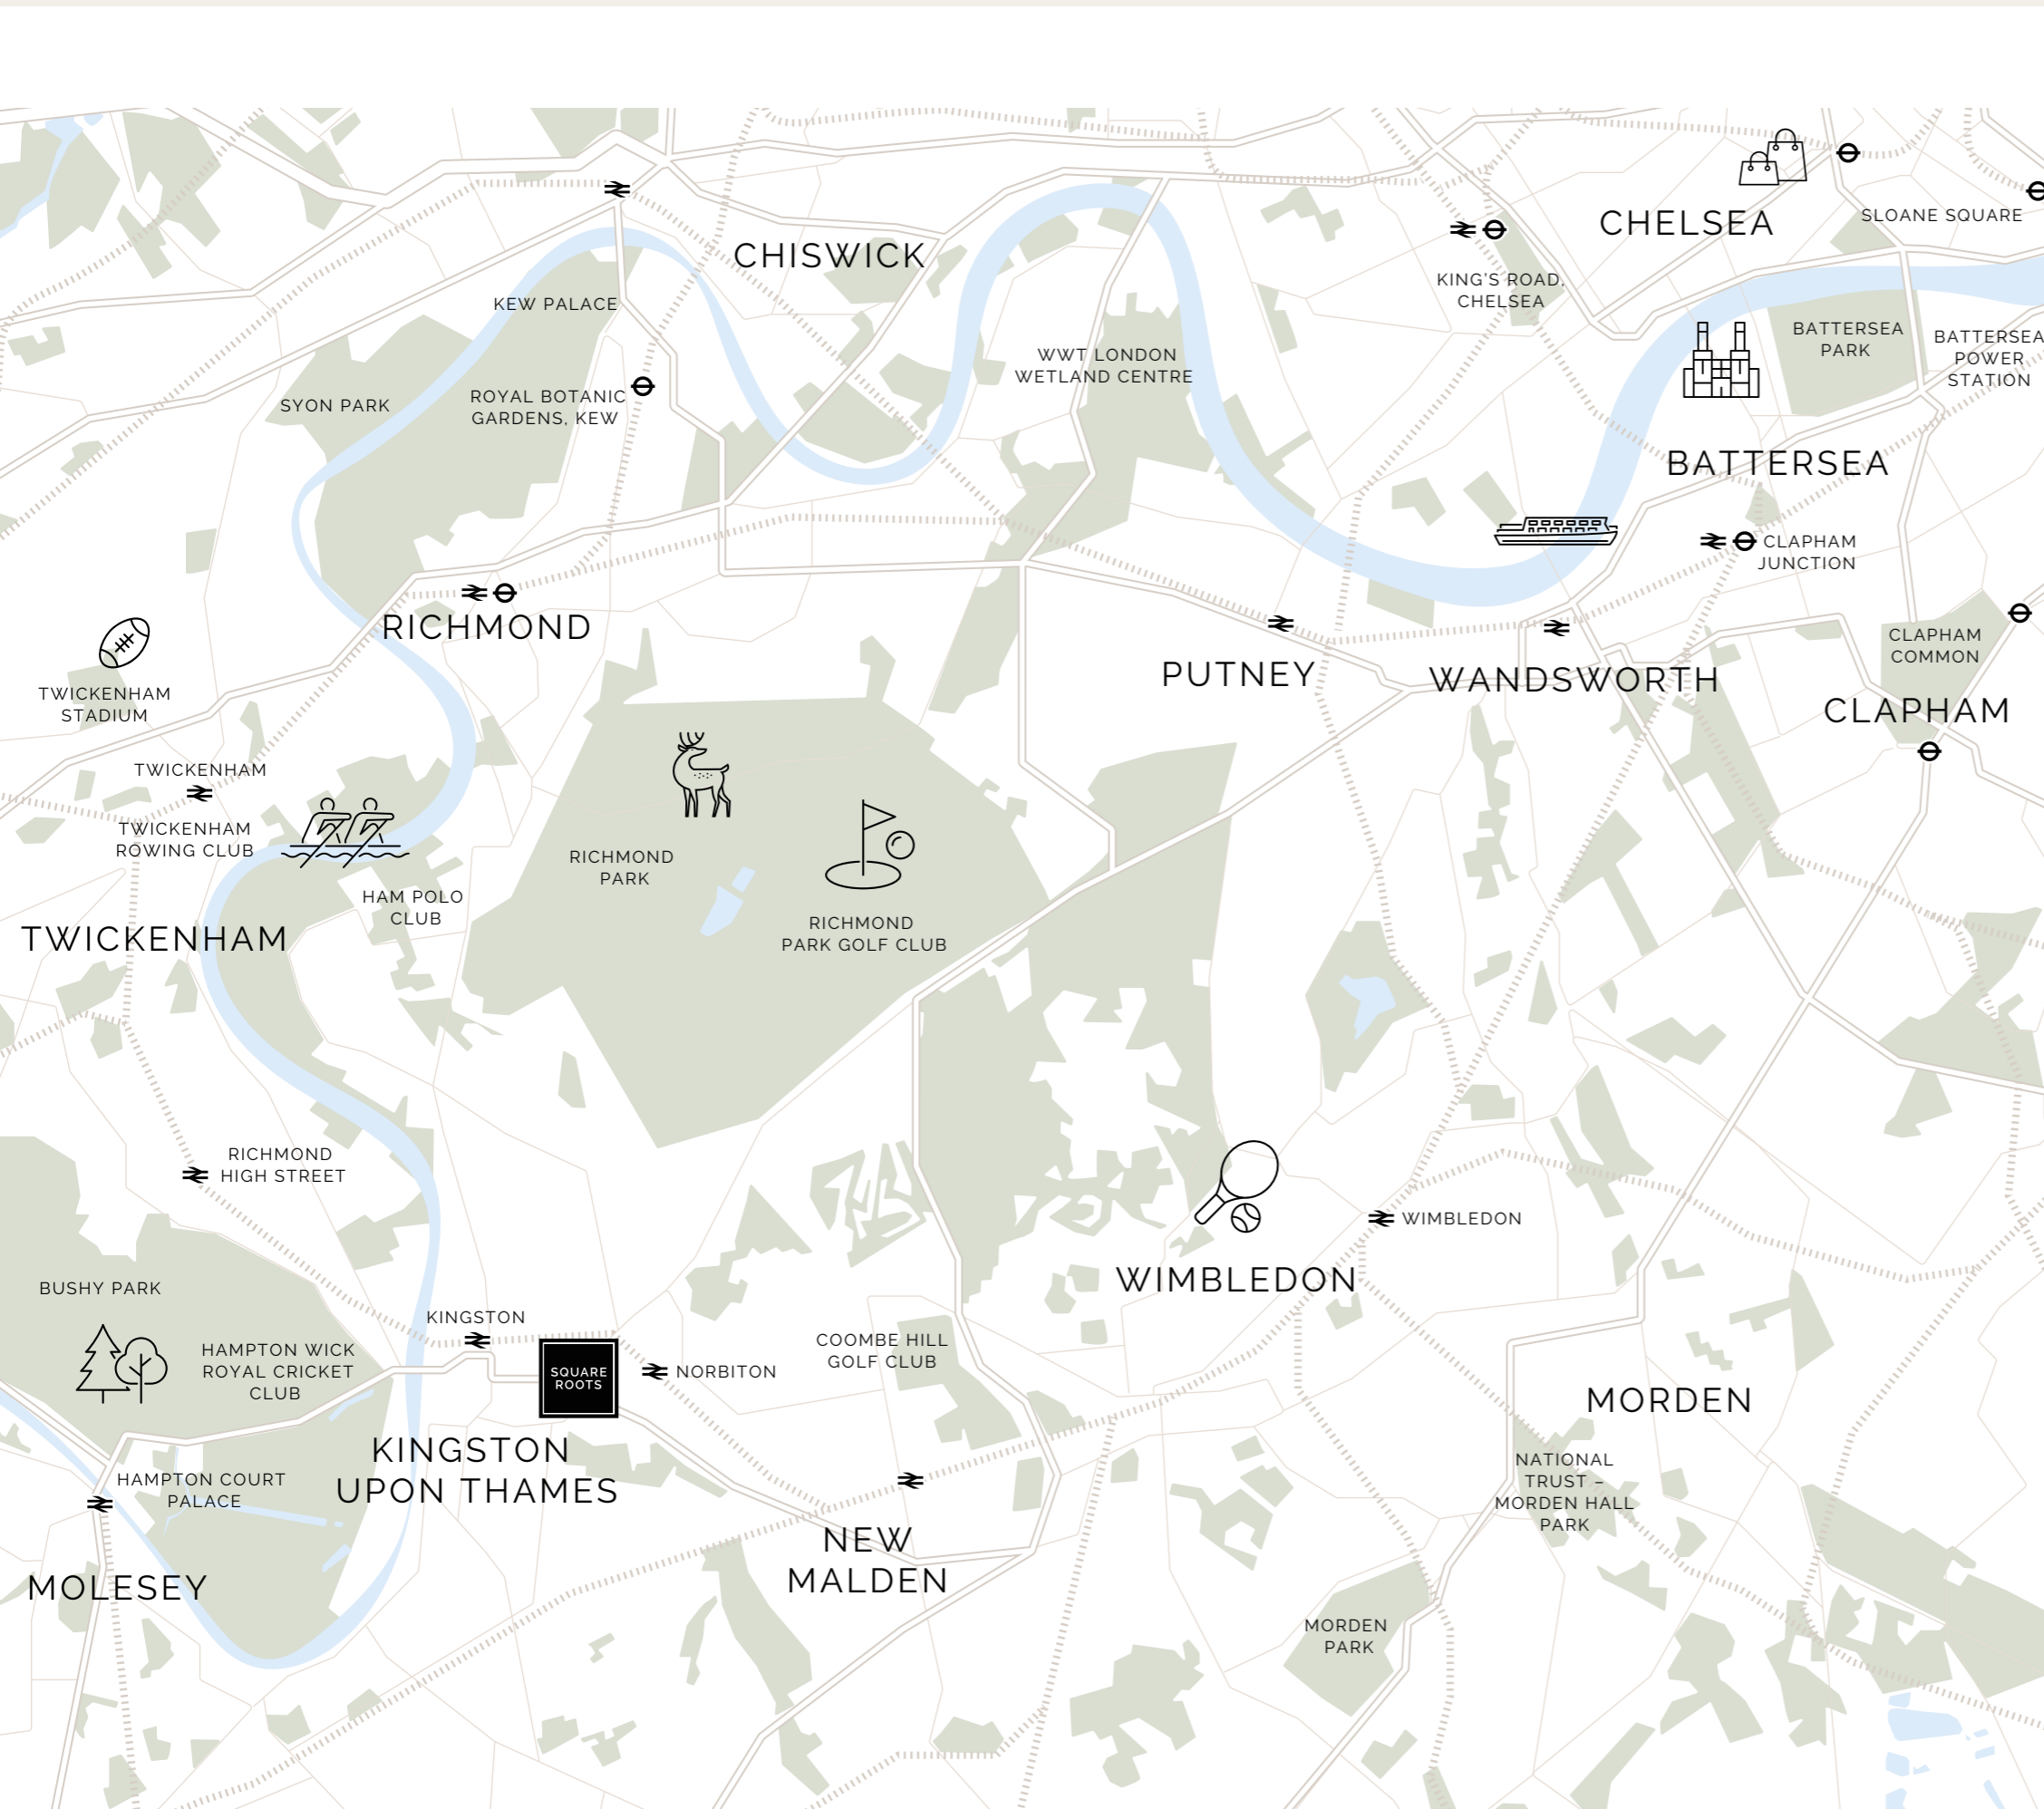 CHELSEA
SLOANE SQUARE
CHISWICK
KING'S ROAD,
CHELSEA
KEW PALACE
BATTERSEA
PARK
BATTERSEA
POWER
STATION
WWT LONDON
WETLAND CENTRE
SYON PARK
ROYAL BOTANIC
GARDENS, KEW
BATTERSEA
CLAPHAM
JUNCTION
RICHMOND
CLAPHAM
COMMON
PUTNEY
WANDSWORTH
TWICKENHAM
STADIUM
CLAPHAM
TWICKENHAM
TWICKENHAM
ROWING CLUB
RICHMOND
PARK
HAM POLO
CLUB
RICHMOND
PARK GOLF CLUB
TWICKENHAM
RICHMOND
HIGH STREET
WIMBLEDON
WIMBLEDON
BUSHY PARK
KINGSTON
HAMPTON WICK
ROYAL CRICKET
CLUB
SQUARE
ROOTS
NORBITON
COOMBE HILL
GOLF CLUB
MORDEN
KINGSTON
UPON THAMES
NATIONAL
TRUST –
MORDEN HALL
PARK
HAMPTON COURT
PALACE
NEW
MALDEN
MOLESEY
MORDEN
PARK